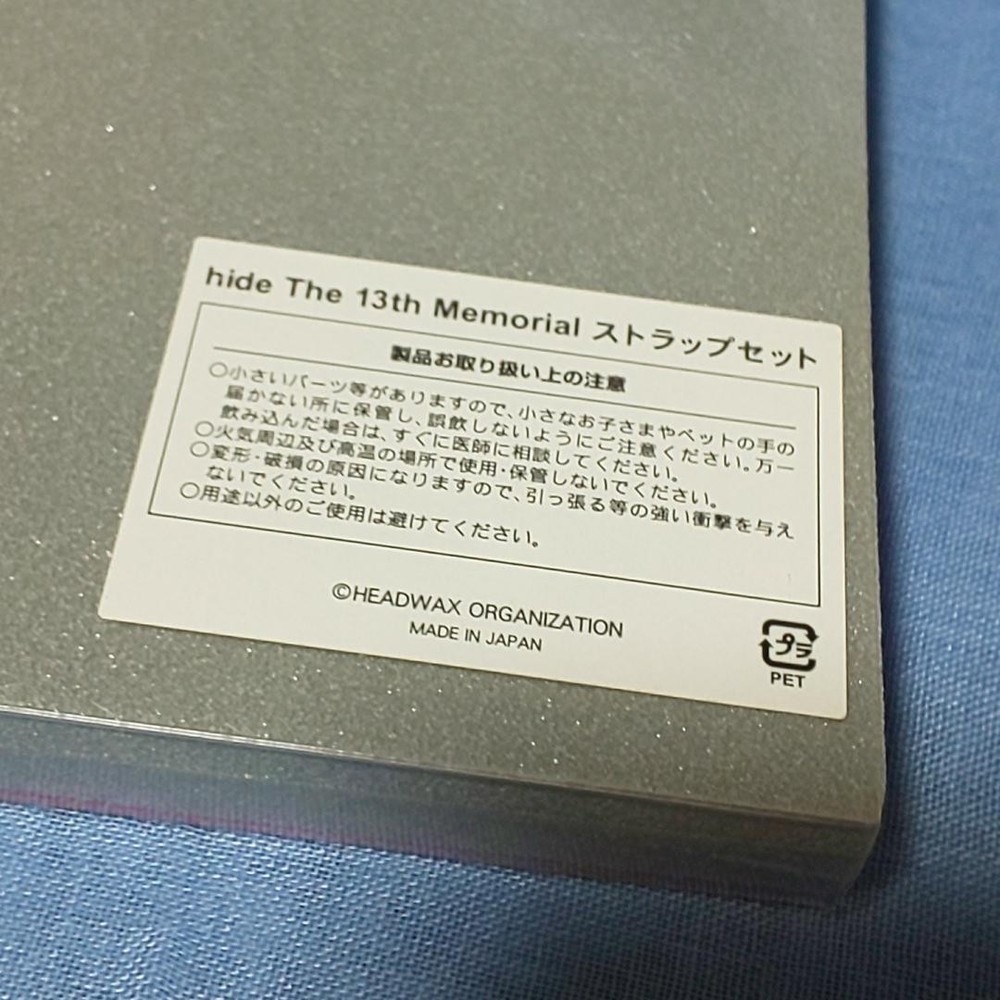 hide The 13th Memorial ストラップセット
製品お取り扱い上の注意
○小さいパーツ等がありますので、小さなお子さまやペットの手の
届かない所に保管し、誤飲しないようにご注意ください。万一
飲み込んだ場合は、すぐに医師に相談してください。
○火気周辺及び高温の場所で使用・保管しないでください。
○変形・破損の原因になりますので、引っ張る等の強い衝撃を与え
ないでください。
○用途以外のご使用は避けてください。
©HEADWAX ORGANIZATION
MADE IN JAPAN
プラ
PET